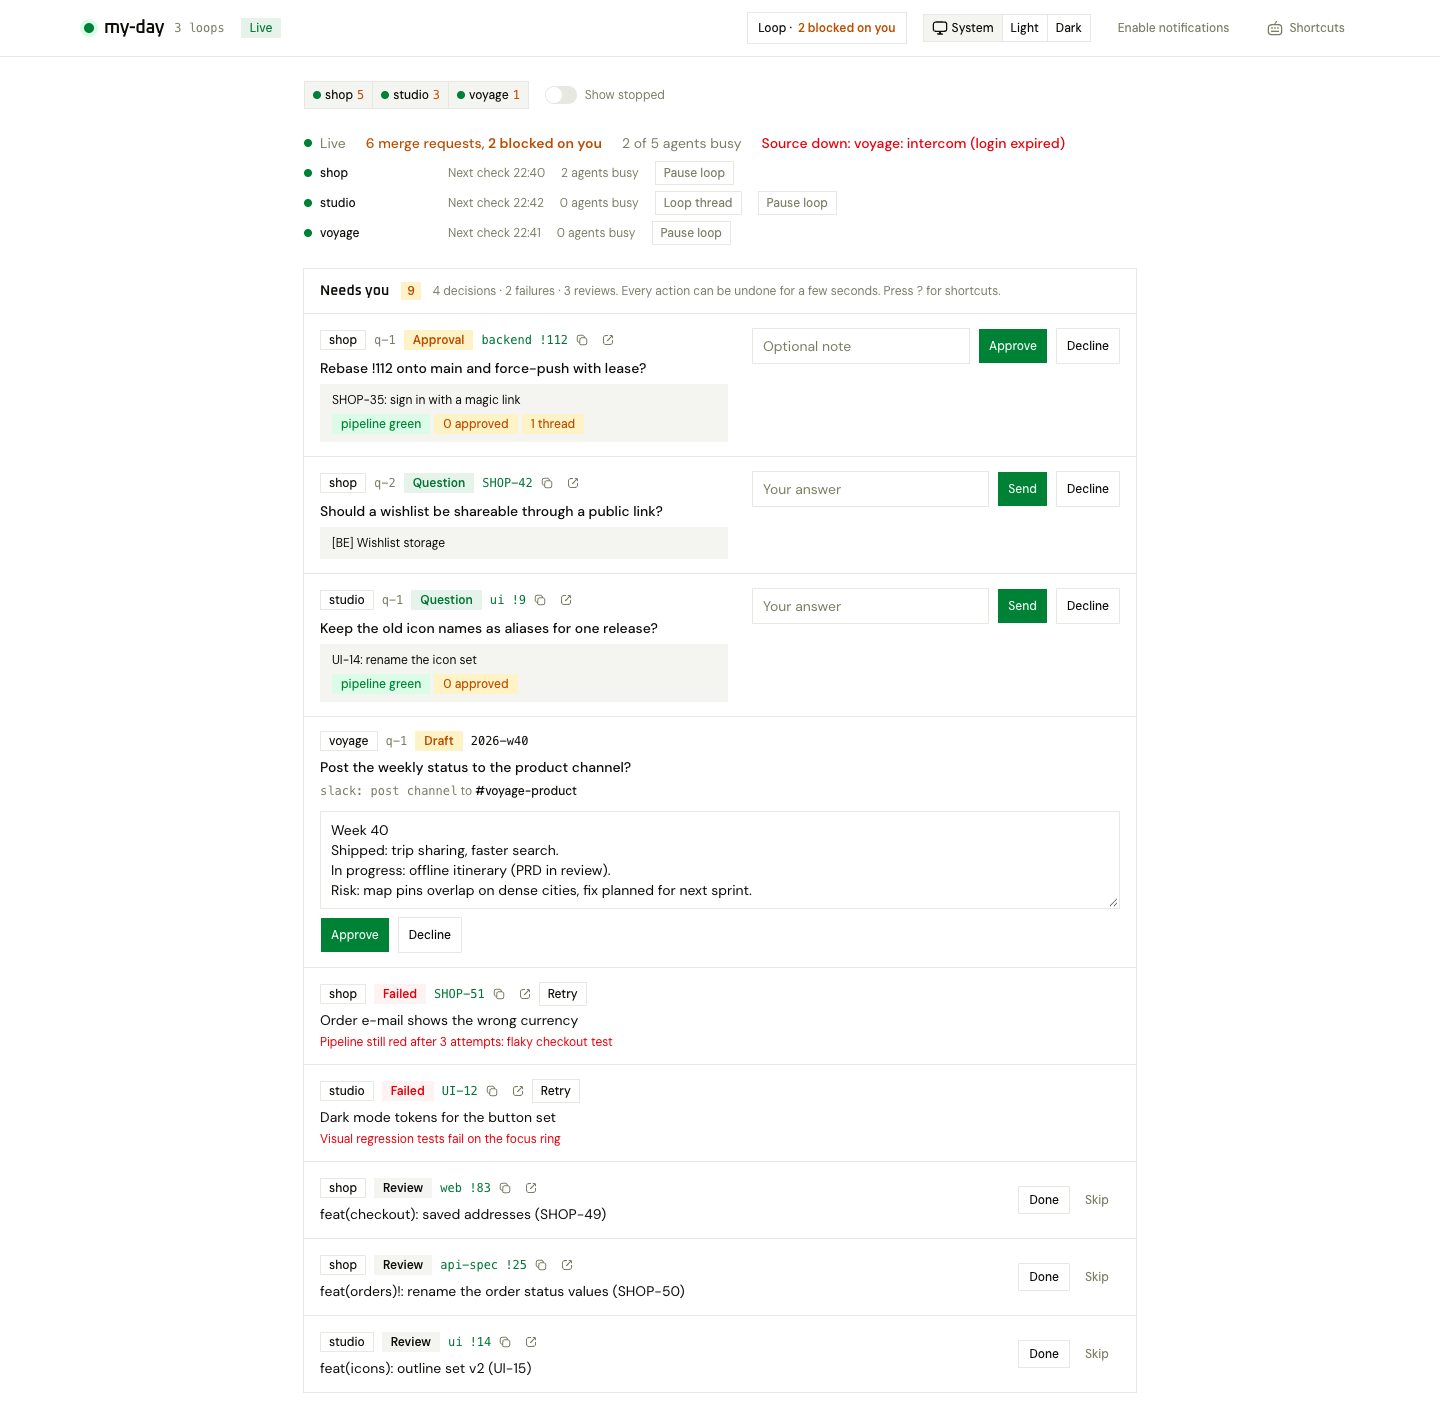 my-day 3 loops Live Loop · 2 blocked on you System Light Dark Enable notifications Shortcuts
shop 5 studio 3 voyage 1 Show stopped
Live 6 merge requests, 2 blocked on you 2 of 5 agents busy Source down: voyage: intercom (login expired)
shop Next check 22:40 2 agents busy Pause loop
studio Next check 22:42 0 agents busy Loop thread Pause loop
voyage Next check 22:41 0 agents busy Pause loop
Needs you 9 4 decisions · 2 failures · 3 reviews. Every action can be undone for a few seconds. Press ? for shortcuts.
shop q-1 Approval backend !112 Optional note Approve Decline
Rebase !112 onto main and force-push with lease?
SHOP-35: sign in with a magic link
pipeline green 0 approved 1 thread
shop q-2 Question SHOP-42 Your answer Send Decline
Should a wishlist be shareable through a public link?
[BE] Wishlist storage
studio q-1 Question ui !9 Your answer Send Decline
Keep the old icon names as aliases for one release?
UI-14: rename the icon set
pipeline green 0 approved
voyage q-1 Draft 2026-w40
Post the weekly status to the product channel?
slack: post channel to #voyage-product
Week 40
Shipped: trip sharing, faster search.
In progress: offline itinerary (PRD in review).
Risk: map pins overlap on dense cities, fix planned for next sprint.
Approve Decline
shop Failed SHOP-51 Retry
Order e-mail shows the wrong currency
Pipeline still red after 3 attempts: flaky checkout test
studio Failed UI-12 Retry
Dark mode tokens for the button set
Visual regression tests fail on the focus ring
shop Review web !83 Done Skip
feat(checkout): saved addresses (SHOP-49)
shop Review api-spec !25 Done Skip
feat(orders)!: rename the order status values (SHOP-50)
studio Review ui !14 Done Skip
feat(icons): outline set v2 (UI-15)